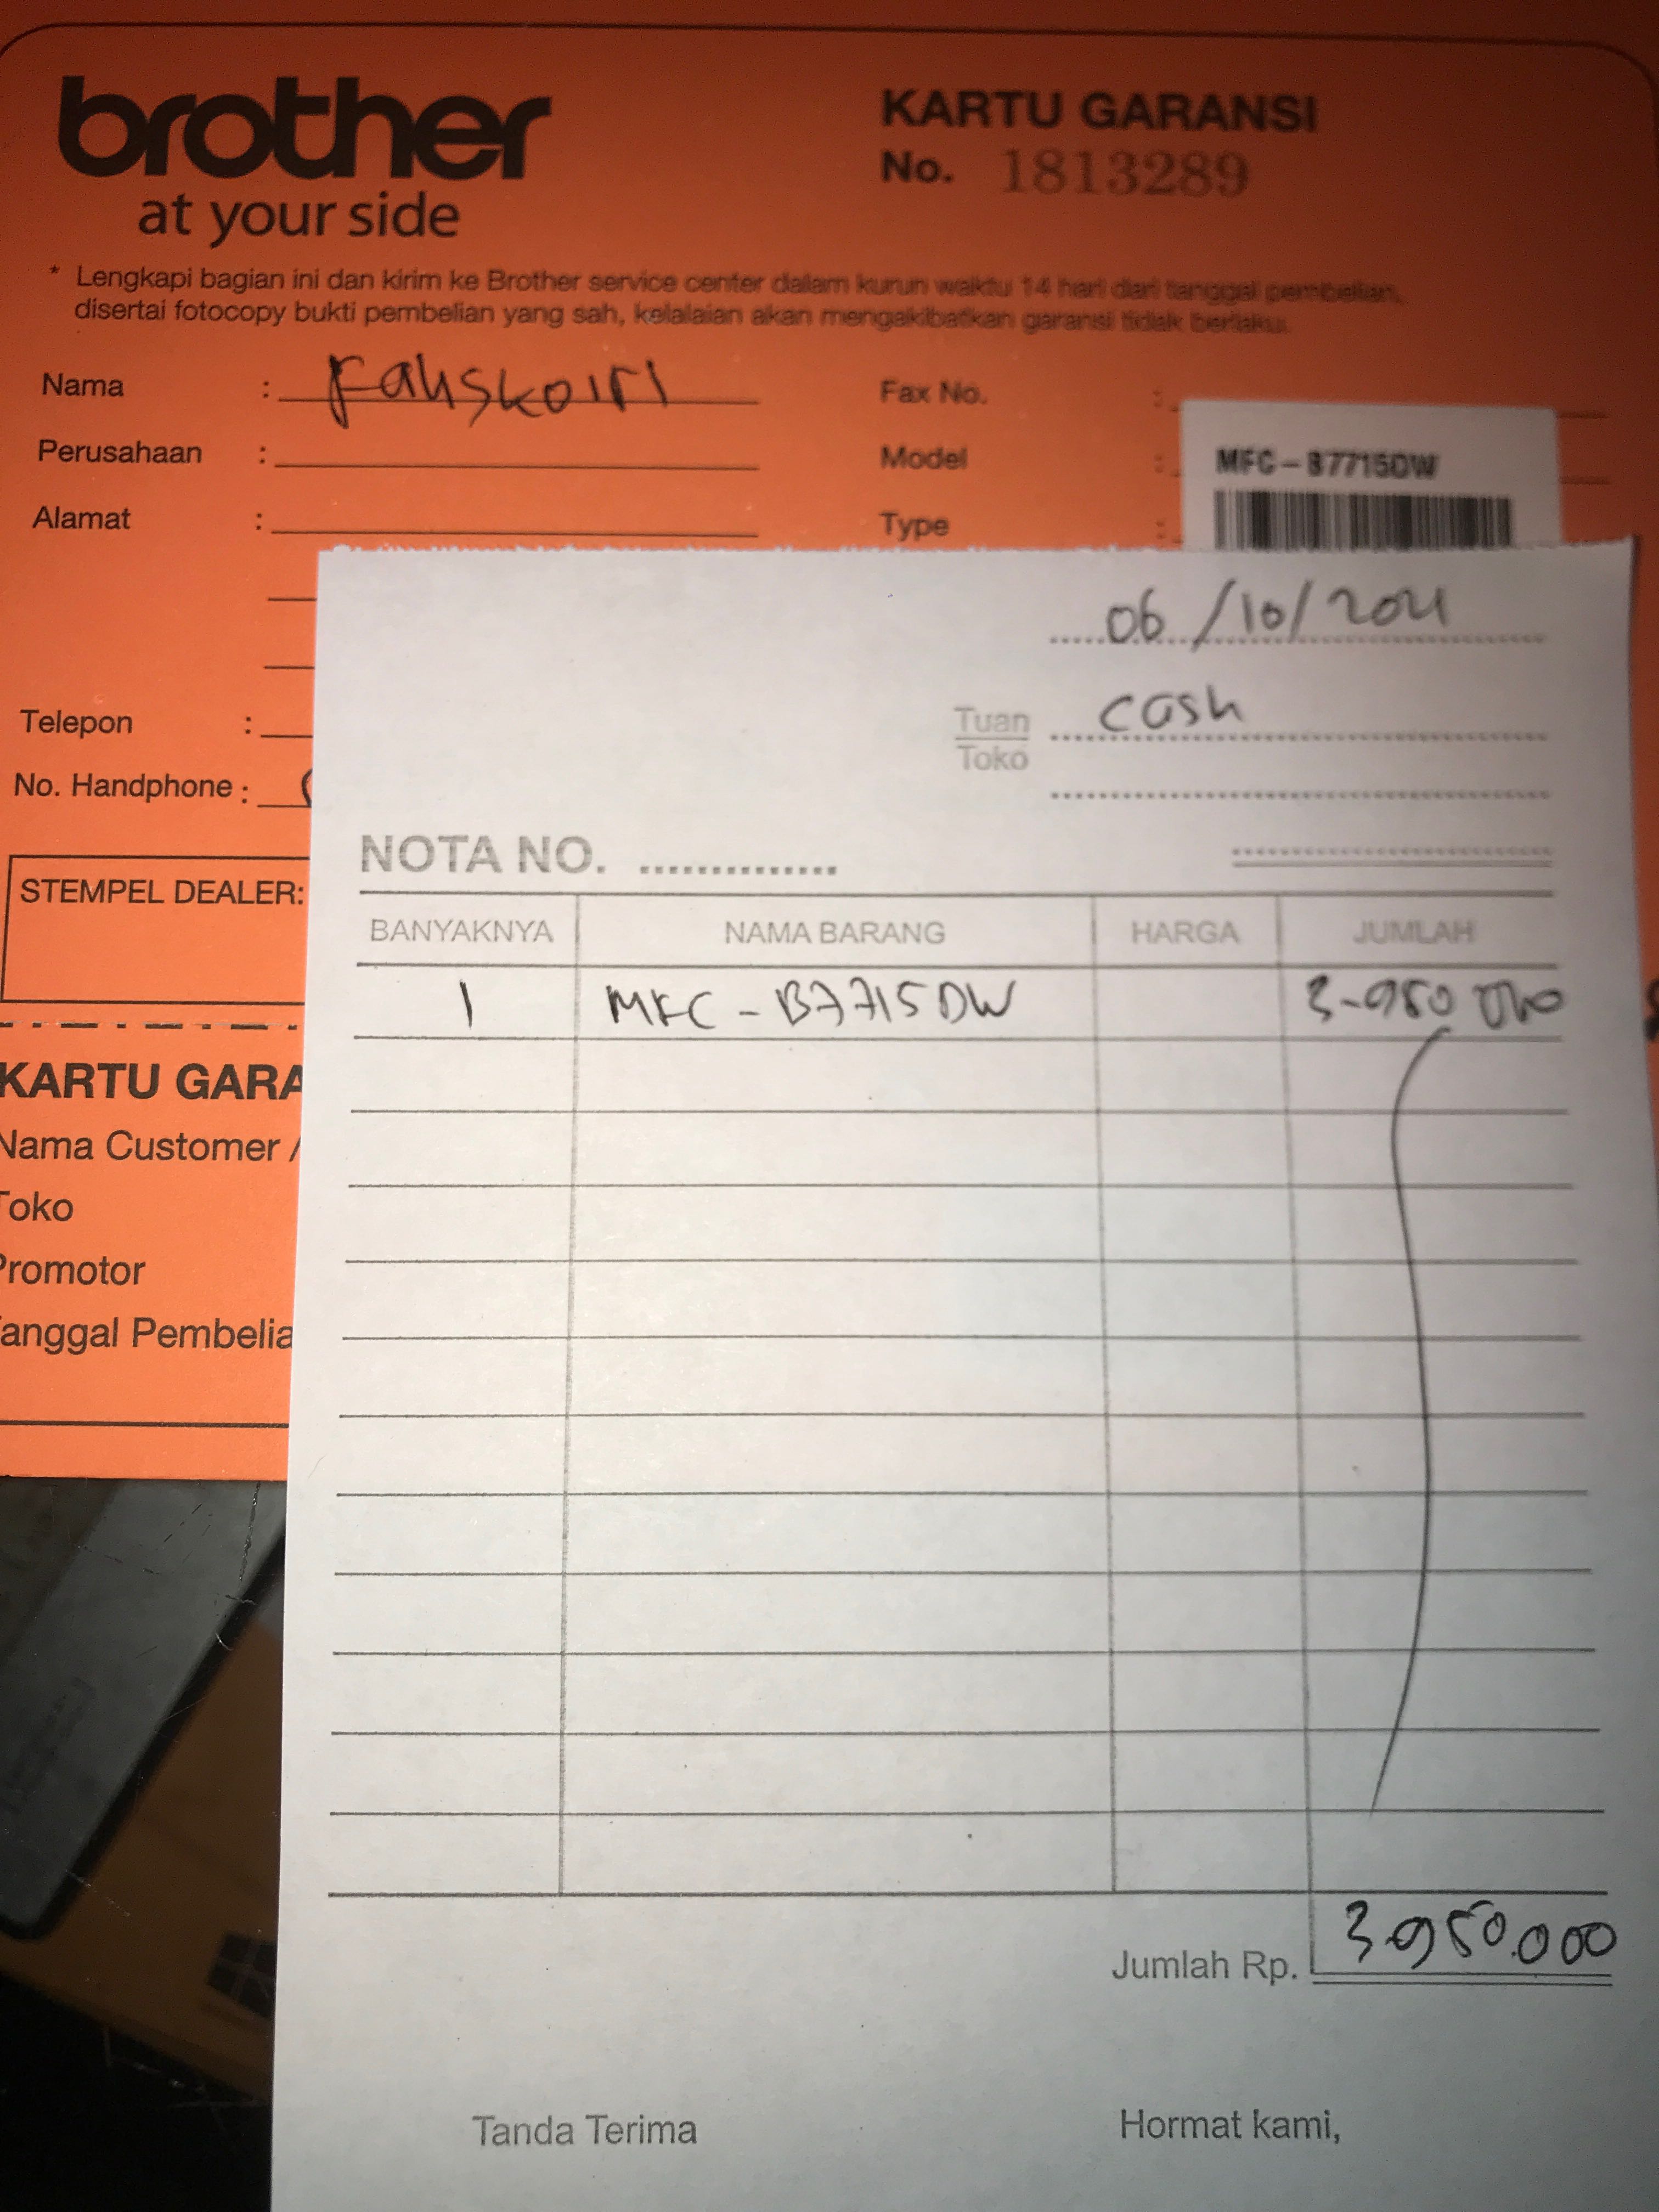 brother
at your side
KARTU GARANSI
No. 1813289
* Lengkapi bagian ini dan kirim ke Brother service center dalam kurun waktu 14 hari dari tanggal pembelian,
disertai fotocopy bukti pembelian yang sah, kelalaian akan mengakibatkan garansi tidak berlaku.
Nama :
Fax No. :
Perusahaan :
Model : MFC-B7715DW
Alamat :
Type :
Telepon :
No. Handphone :
STEMPEL DEALER:
KARTU GARA
Nama Customer /
Toko
Promotor
anggal Pembelia
06/10/2021
Tuan cash
Toko
NOTA NO.
BANYAKNYA NAMA BARANG HARGA JUMLAH
1 MFC-B7715DW 3-950 000
Jumlah Rp. 3.950.000
Tanda Terima Hormat kami,